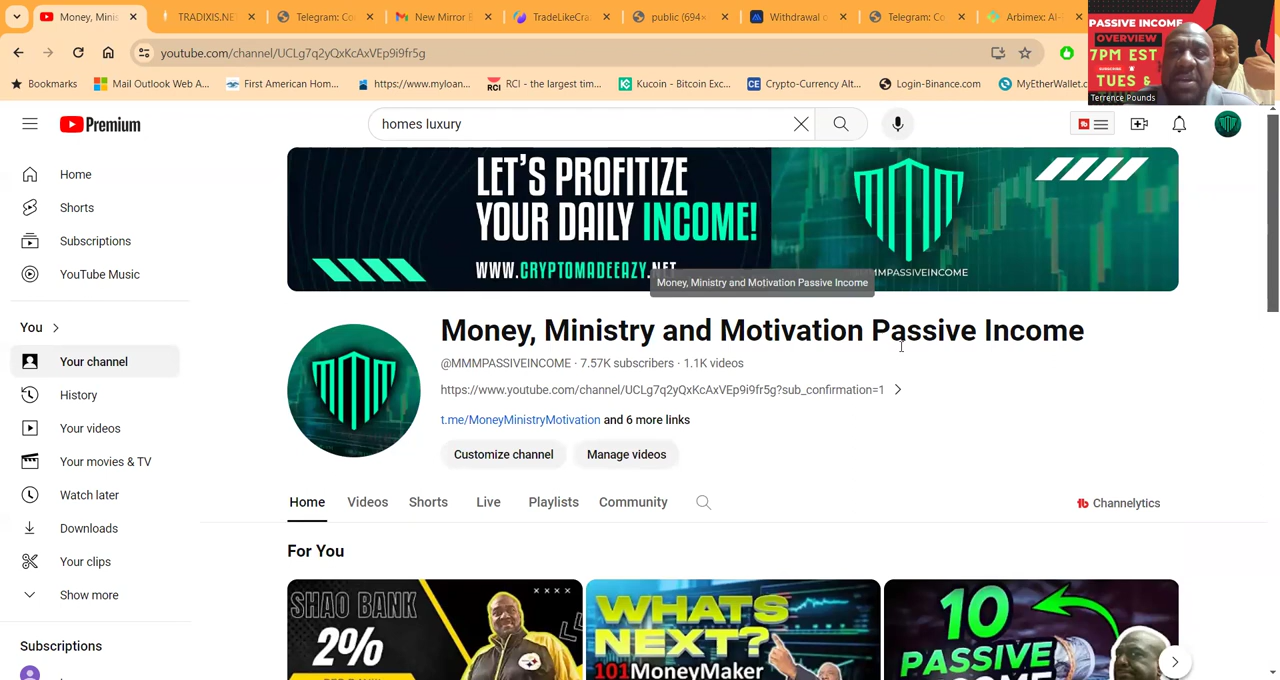 Money, Minis
TRADIXIS.NE
Telegram: Co
New Mirror E
TradeLikeCra
public (694×
Withdrawal o
Telegram: Co
Arbimex: AI-
youtube.com/channel/UCLg7q2yQxKcAxVEp9i9fr5g
Bookmarks
Mail Outlook Web A...
First American Hom...
https://www.myloan...
RCI
RCI - the largest tim...
Kucoin - Bitcoin Exc...
CE
Crypto-Currency Alt...
Login-Binance.com
MyEtherWallet.c
PASSIVE INCOME
OVERVIEW
7PM EST
TUES &
Terrence Pounds
Premium
homes luxury
Home
Shorts
Subscriptions
YouTube Music
You
Your channel
History
Your videos
Your movies & TV
Watch later
Downloads
Your clips
Show more
Subscriptions
LET'S PROFITIZE
YOUR DAILY INCOME!
WWW.CRYPTOMADEEAZY.NET
MMPASSIVEINCOME
Money, Ministry and Motivation Passive Income
Money, Ministry and Motivation Passive Income
@MMMPASSIVEINCOME · 7.57K subscribers · 1.1K videos
https://www.youtube.com/channel/UCLg7q2yQxKcAxVEp9i9fr5g?sub_confirmation=1
t.me/MoneyMinistryMotivation and 6 more links
Customize channel
Manage videos
Home
Videos
Shorts
Live
Playlists
Community
Channelytics
For You
SHAO BANK
2%
WHATS
NEXT?
101MoneyMaker
10
PASSIVE